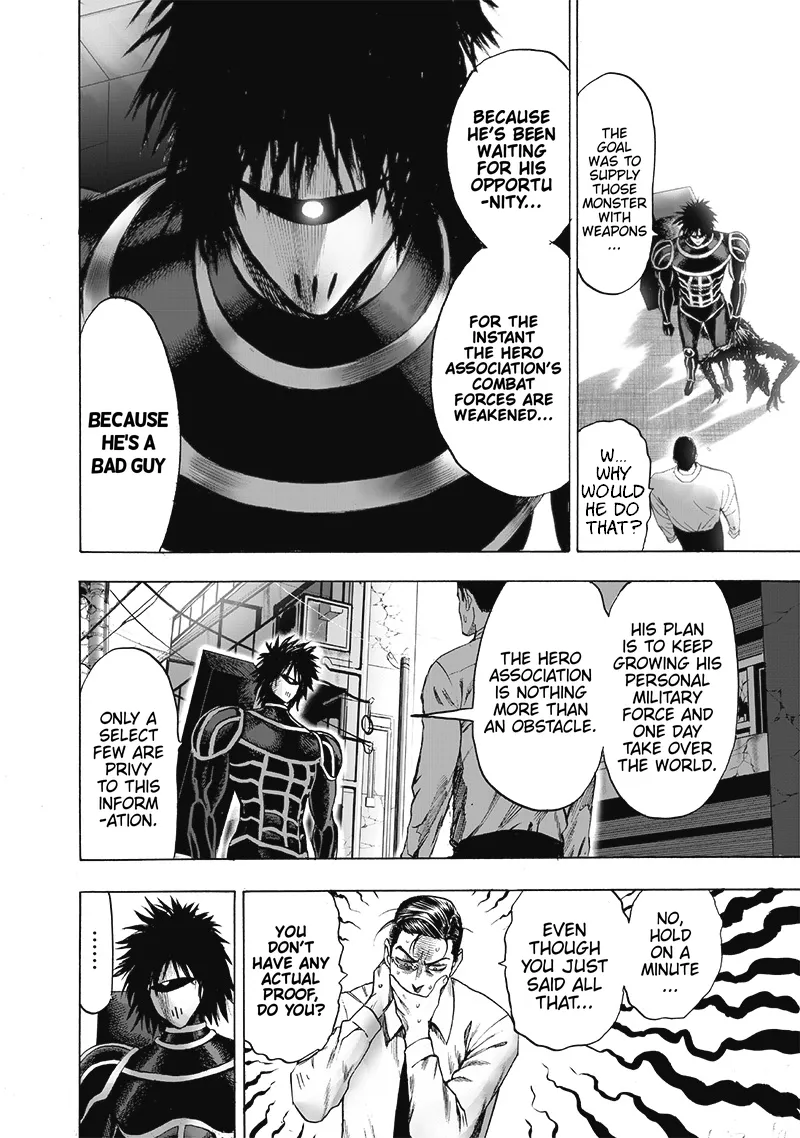 THE
GOAL
WAS TO
SUPPLY
THOSE
MONSTER
WITH
WEAPONS
...
W...
WHY
WOULD
HE DO
THAT?
BECAUSE
HE'S BEEN
WAITING
FOR HIS
OPPORTU
-NITY...
FOR THE
INSTANT
THE HERO
ASSOCIATION'S
COMBAT
FORCES ARE
WEAKENED...
BECAUSE
HE'S A
BAD GUY
HIS PLAN
IS TO KEEP
GROWING HIS
PERSONAL
MILITARY
FORCE AND
ONE DAY
TAKE OVER
THE WORLD.
THE HERO
ASSOCIATION
IS NOTHING
MORE THAN
AN OBSTACLE.
ONLY A
SELECT
FEW ARE
PRIVY
TO THIS
INFORM
-ATION.
NO,
HOLD
ON A
MINUTE
...
EVEN
THOUGH
YOU JUST
SAID ALL
THAT...
YOU
DON'T
HAVE ANY
ACTUAL
PROOF,
DO YOU?
......